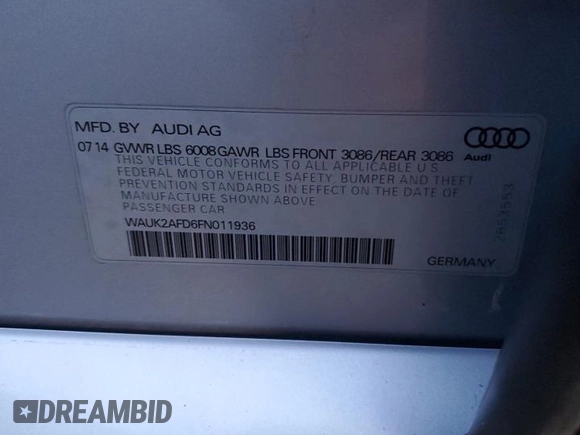 MFD. BY AUDI AG
07 14 GVWR LBS 6008 GAWR LBS FRONT 3086/REAR 3086
Audi
THIS VEHICLE CONFORMS TO ALL APPLICABLE U S
FEDERAL MOTOR VEHICLE SAFETY, BUMPER AND THEFT
PREVENTION STANDARDS IN EFFECT ON THE DATE OF
MANUFACTURE SHOWN ABOVE
PASSENGER CAR
WAUK2AFD6FN011936
GERMANY
DREAMBID